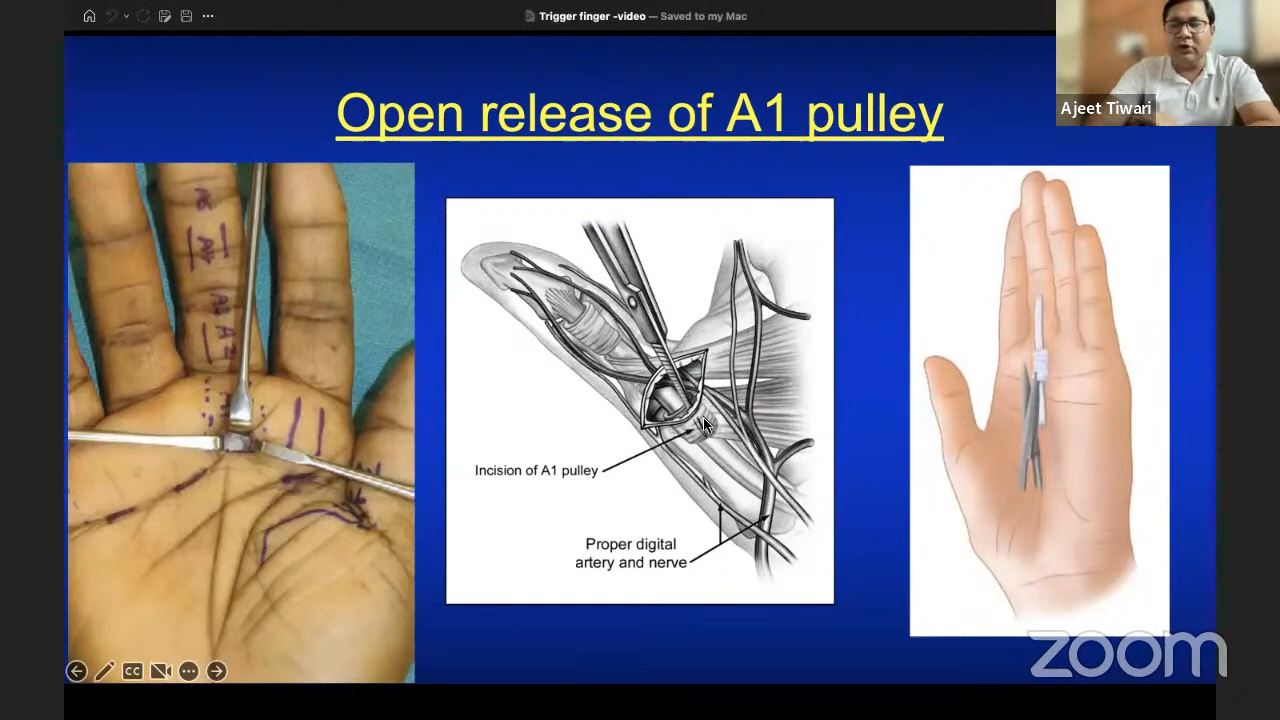 Trigger finger -video — Saved to my Mac
Ajeet Tiwari
Open release of A1 pulley
Incision of A1 pulley
Proper digital
artery and nerve
CC
zoom